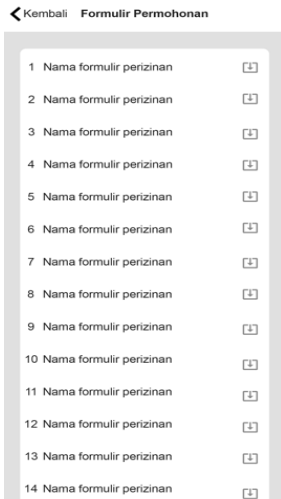 Kembali Formulir Permohonan
1 Nama formulir perizinan
2 Nama formulir perizinan
3 Nama formulir perizinan
4 Nama formulir perizinan
5 Nama formulir perizinan
6 Nama formulir perizinan
7 Nama formulir perizinan
8 Nama formulir perizinan
9 Nama formulir perizinan
10 Nama formulir perizinan
11 Nama formulir perizinan
12 Nama formulir perizinan
13 Nama formulir perizinan
14 Nama formulir perizinan